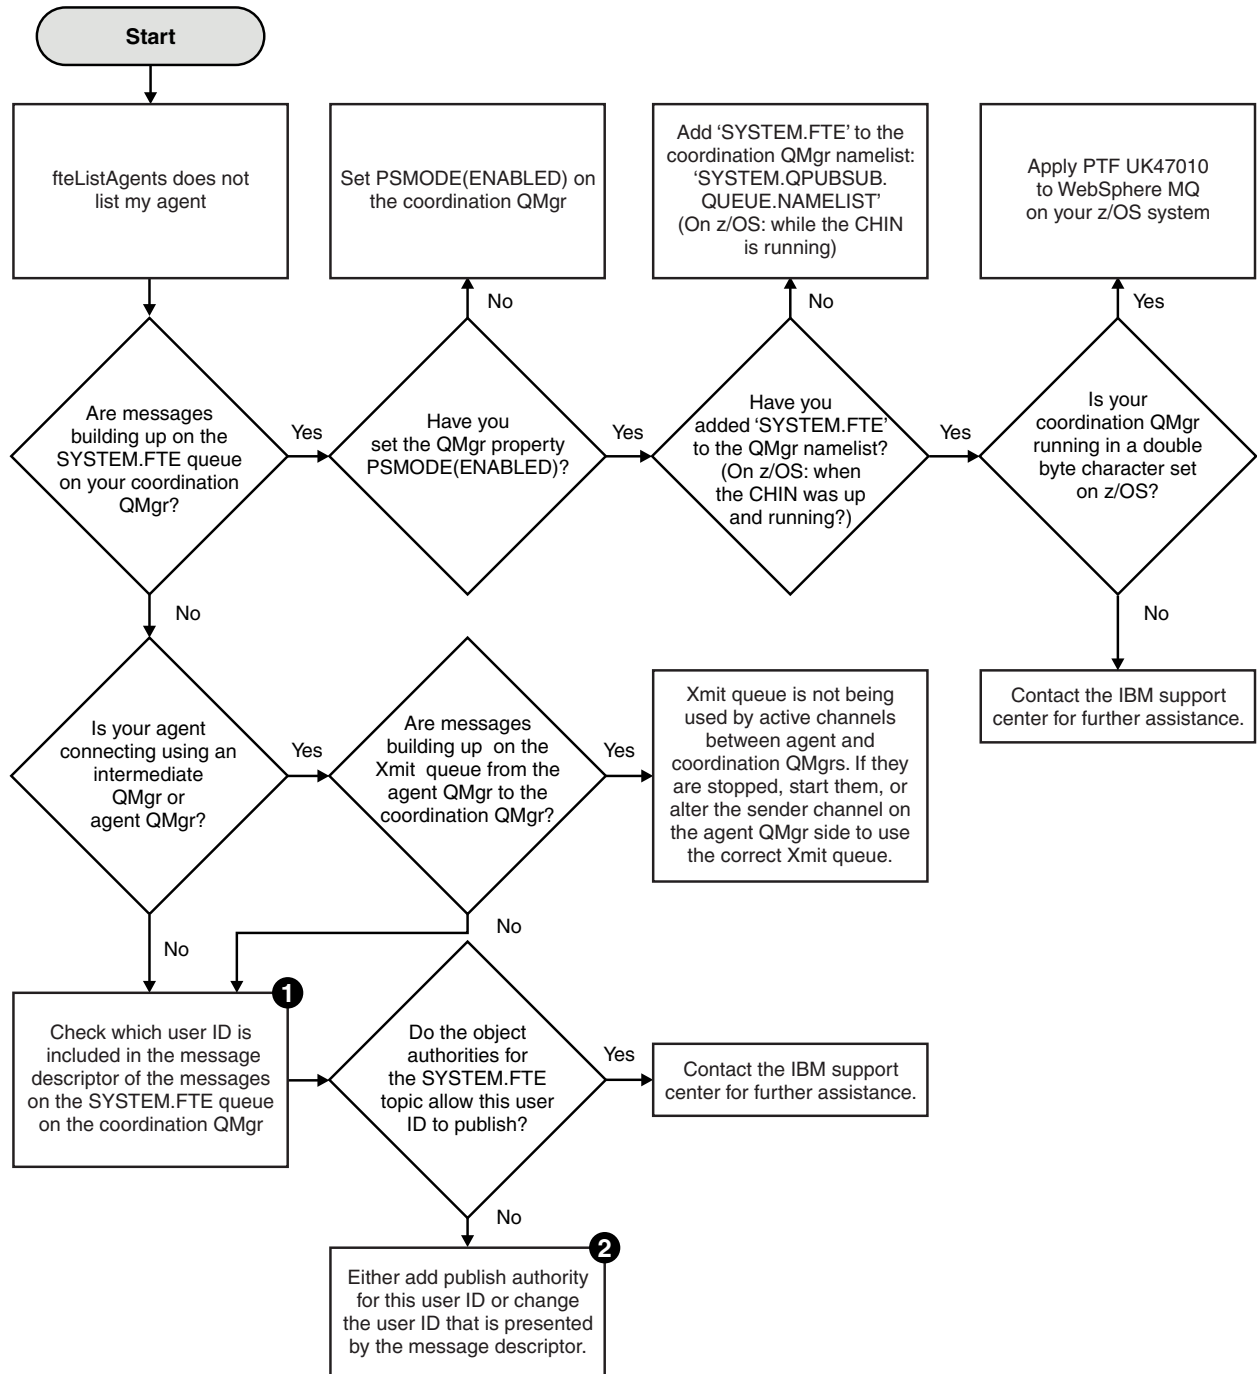 Start
fteListAgents does not
list my agent
Set PSMODE(ENABLED) on
the coordination QMgr
Add ‘SYSTEM.FTE’ to the
coordination QMgr namelist:
‘SYSTEM.QPUBSUB.
QUEUE.NAMELIST’
(On z/OS: while the CHIN
is running)
Apply PTF UK47010
to WebSphere MQ
on your z/OS system
No
No
Yes
Are messages
building up on the
SYSTEM.FTE queue
on your coordination
QMgr?
Yes
Have you
set the QMgr property
PSMODE(ENABLED)?
Yes
Have you
added ‘SYSTEM.FTE’
to the QMgr namelist?
(On z/OS: when
the CHIN was up
and running?)
Yes
Is your
coordination QMgr
running in a double
byte character set
on z/OS?
No
No
Is your agent
connecting using an
intermediate
QMgr or
agent QMgr?
Yes
Are messages
building up on the
Xmit queue from the
agent QMgr to the
coordination QMgr?
Yes
Xmit queue is not being
used by active channels
between agent and
coordination QMgrs. If they
are stopped, start them, or
alter the sender channel on
the agent QMgr side to use
the correct Xmit queue.
Contact the IBM support
center for further assistance.
No
No
1
Check which user ID is
included in the message
descriptor of the messages
on the SYSTEM.FTE queue
on the coordination QMgr
Do the object
authorities for
the SYSTEM.FTE
topic allow this user
ID to publish?
Yes
Contact the IBM support
center for further assistance.
No
2
Either add publish authority
for this user ID or change
the user ID that is presented
by the message descriptor.